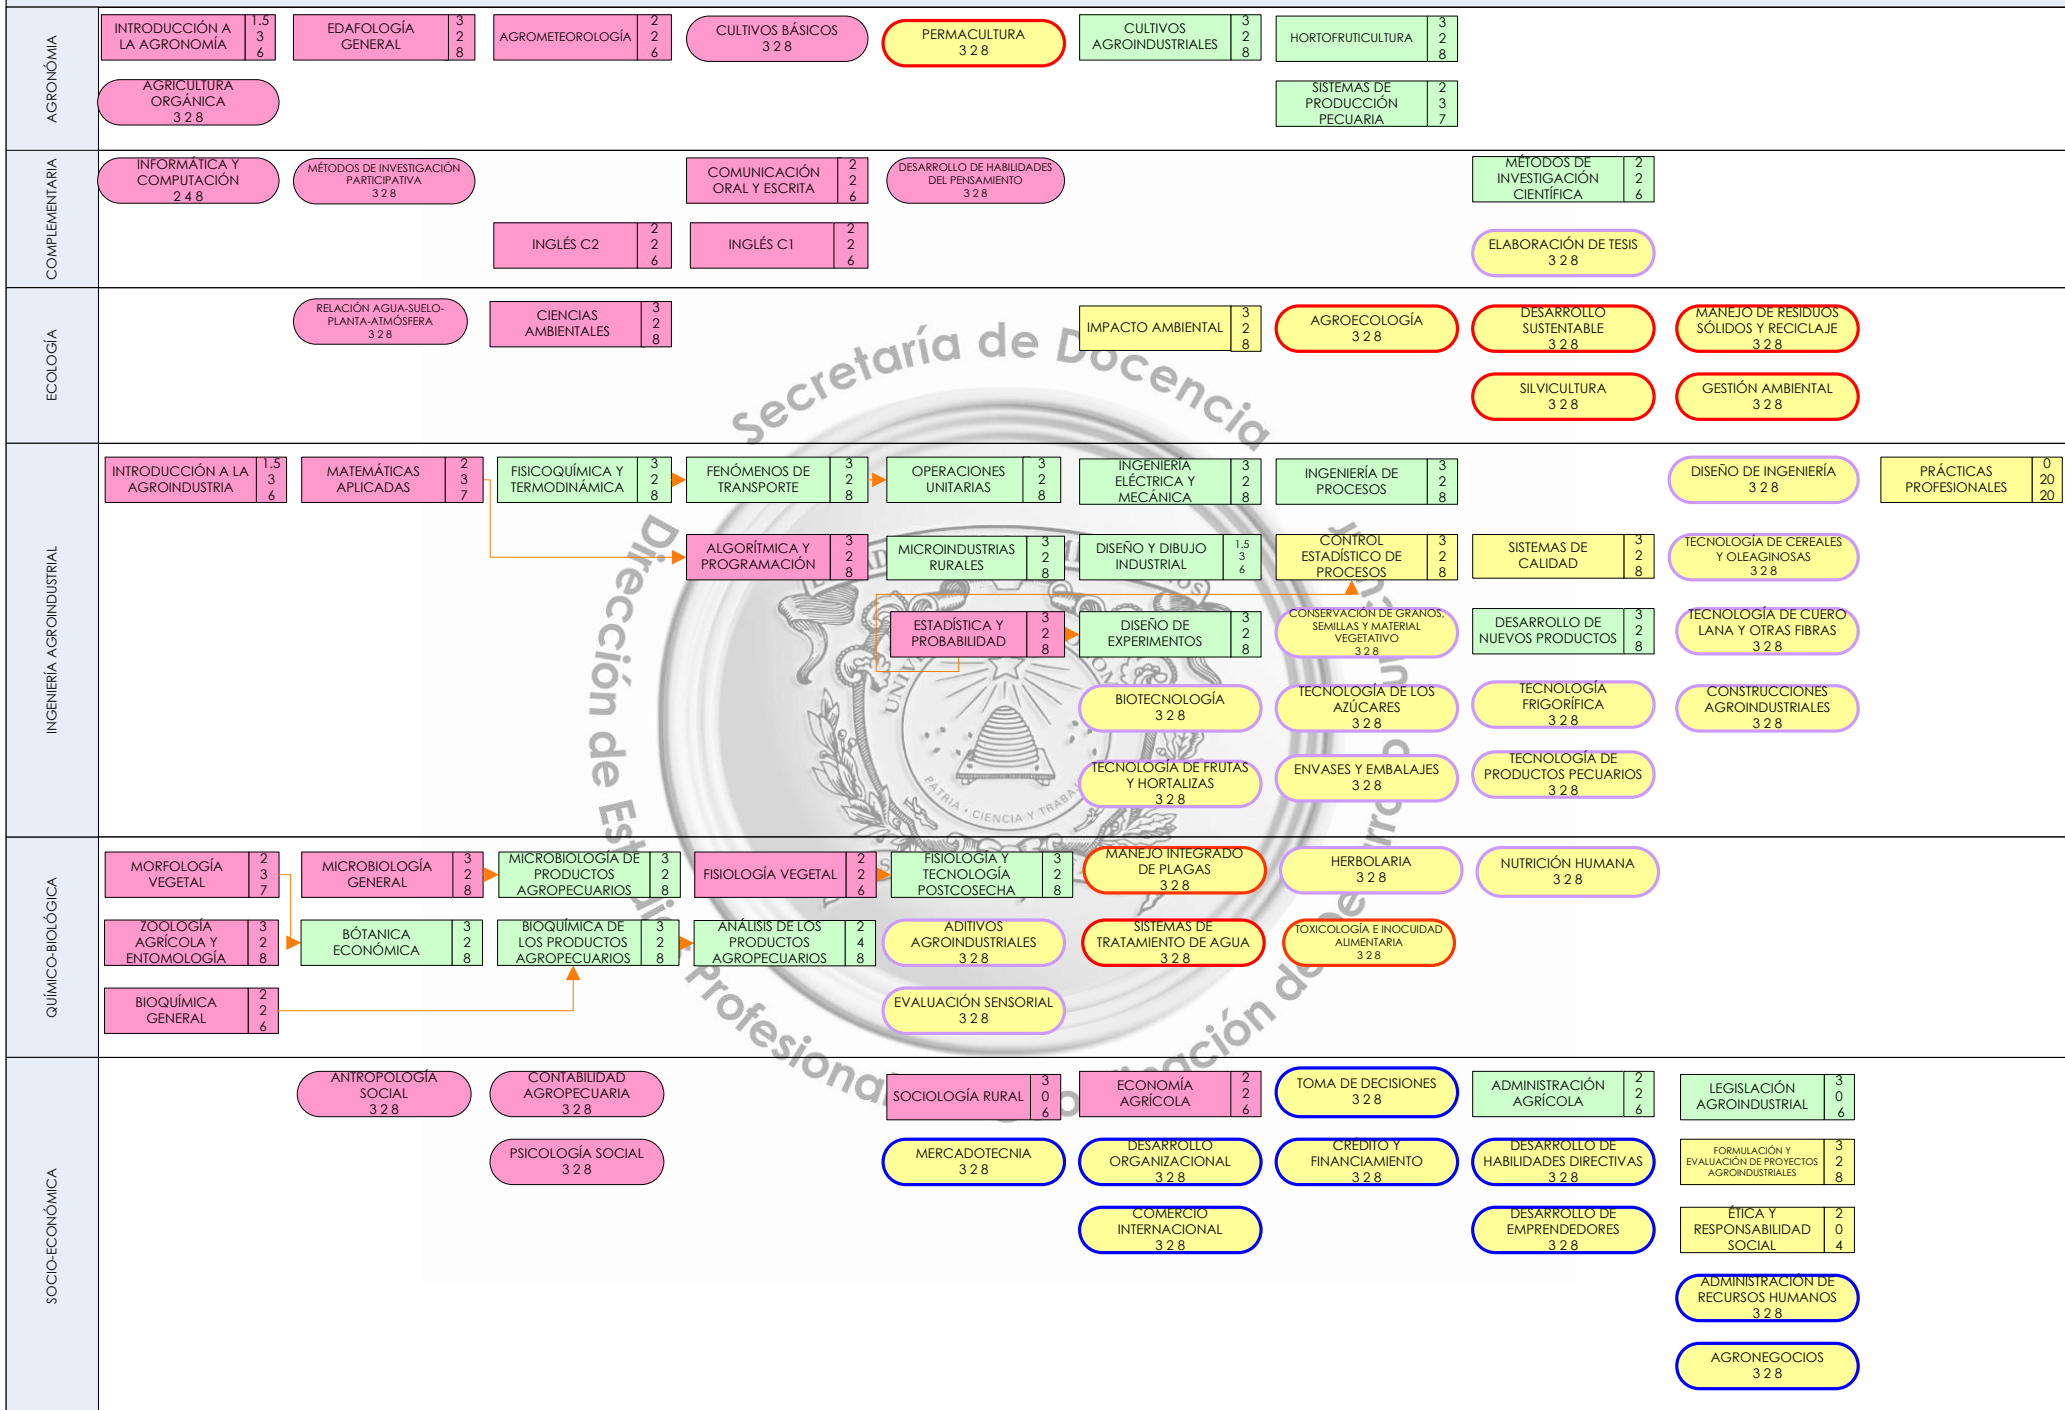 AGRONÓMIA
INTRODUCCIÓN A
LA AGRONOMÍA
1.5
3
6
EDAFOLOGÍA
GENERAL
3
2
8
AGROMETEOROLOGÍA
2
2
6
CULTIVOS BÁSICOS
3 2 8
PERMACULTURA
3 2 8
CULTIVOS
AGROINDUSTRIALES
3
2
8
HORTOFRUTICULTURA
3
2
8
AGRICULTURA
ORGÁNICA
3 2 8
SISTEMAS DE
PRODUCCIÓN
PECUARIA
2
3
7
COMPLEMENTARIA
INFORMÁTICA Y
COMPUTACIÓN
2 4 8
MÉTODOS DE INVESTIGACIÓN
PARTICIPATIVA
3 2 8
COMUNICACIÓN
ORAL Y ESCRITA
2
2
6
DESARROLLO DE HABILIDADES
DEL PENSAMIENTO
3 2 8
MÉTODOS DE
INVESTIGACIÓN
CIENTÍFICA
2
2
6
INGLÉS C2
2
2
6
INGLÉS C1
2
2
6
ELABORACIÓN DE TESIS
3 2 8
ECOLOGÍA
RELACIÓN AGUA-SUELO-
PLANTA-ATMÓSFERA
3 2 8
CIENCIAS
AMBIENTALES
3
2
8
IMPACTO AMBIENTAL
3
2
8
AGROECOLOGÍA
3 2 8
DESARROLLO
SUSTENTABLE
3 2 8
MANEJO DE RESIDUOS
SÓLIDOS Y RECICLAJE
3 2 8
SILVICULTURA
3 2 8
GESTIÓN AMBIENTAL
3 2 8
Secretaría de Docencia
INGENIERÍA AGROINDUSTRIAL
INTRODUCCIÓN A LA
AGROINDUSTRIA
1.5
3
6
MATEMÁTICAS
APLICADAS
2
3
7
FISICOQUÍMICA Y
TERMODINÁMICA
3
2
8
FENÓMENOS DE
TRANSPORTE
3
2
8
OPERACIONES
UNITARIAS
3
2
8
INGENIERÍA
ELÉCTRICA Y
MECÁNICA
3
2
8
INGENIERÍA DE
PROCESOS
3
2
8
DISEÑO DE INGENIERÍA
3 2 8
PRÁCTICAS
PROFESIONALES
0
20
20
ALGORÍTMICA Y
PROGRAMACIÓN
3
2
8
MICROINDUSTRIAS
RURALES
3
2
8
DISEÑO Y DIBUJO
INDUSTRIAL
1.5
3
6
CONTROL
ESTADÍSTICO DE
PROCESOS
3
2
8
SISTEMAS DE
CALIDAD
3
2
8
TECNOLOGÍA DE CEREALES
Y OLEAGINOSAS
3 2 8
ESTADÍSTICA Y
PROBABILIDAD
3
2
8
DISEÑO DE
EXPERIMENTOS
3
2
8
CONSERVACIÓN DE GRANOS,
SEMILLAS Y MATERIAL
VEGETATIVO
3 2 8
DESARROLLO DE
NUEVOS PRODUCTOS
3
2
8
TECNOLOGÍA DE CUERO
LANA Y OTRAS FIBRAS
3 2 8
BIOTECNOLOGÍA
3 2 8
TECNOLOGÍA DE LOS
AZÚCARES
3 2 8
TECNOLOGÍA
FRIGORÍFICA
3 2 8
CONSTRUCCIONES
AGROINDUSTRIALES
3 2 8
TECNOLOGÍA DE FRUTAS
Y HORTALIZAS
3 2 8
ENVASES Y EMBALAJES
3 2 8
TECNOLOGÍA DE
PRODUCTOS PECUARIOS
3 2 8
Dirección de
PATRIA • CIENCIA Y
QUÍMICO-BIOLÓGICA
MORFOLOGÍA
VEGETAL
2
3
7
MICROBIOLOGÍA
GENERAL
3
2
8
MICROBIOLOGÍA DE
PRODUCTOS
AGROPECUARIOS
3
2
8
FISIOLOGÍA VEGETAL
2
2
6
FISIOLOGÍA Y
TECNOLOGÍA
POSTCOSECHA
3
2
8
MANEJO INTEGRADO
DE PLAGAS
3 2 8
HERBOLARIA
3 2 8
NUTRICIÓN HUMANA
3 2 8
ZOOLOGÍA
AGRÍCOLA Y
ENTOMOLOGÍA
3
2
8
BÓTANICA
ECONÓMICA
3
2
8
BIOQUÍMICA DE
LOS PRODUCTOS
AGROPECUARIOS
3
2
8
ANÁLISIS DE LOS
PRODUCTOS
AGROPECUARIOS
2
4
8
ADITIVOS
AGROINDUSTRIALES
3 2 8
SISTEMAS DE
TRATAMIENTO DE AGUA
3 2 8
TOXICOLOGÍA E INOCUIDAD
ALIMENTARIA
3 2 8
BIOQUÍMICA
GENERAL
2
2
6
EVALUACIÓN SENSORIAL
3 2 8
SOCIO-ECONÓMICA
ANTROPOLOGÍA
SOCIAL
3 2 8
CONTABILIDAD
AGROPECUARIA
3 2 8
SOCIOLOGÍA RURAL
3
0
6
ECONOMÍA
AGRÍCOLA
2
2
6
TOMA DE DECISIONES
3 2 8
ADMINISTRACIÓN
AGRÍCOLA
2
2
6
LEGISLACIÓN
AGROINDUSTRIAL
3
0
6
PSICOLOGÍA SOCIAL
3 2 8
MERCADOTECNIA
3 2 8
DESARROLLO
ORGANIZACIONAL
3 2 8
CRÉDITO Y
FINANCIAMIENTO
3 2 8
DESARROLLO DE
HABILIDADES DIRECTIVAS
3 2 8
FORMULACIÓN Y
EVALUACIÓN DE PROYECTOS
AGROINDUSTRIALES
3
2
8
COMERCIO
INTERNACIONAL
3 2 8
DESARROLLO DE
EMPRENDEDORES
3 2 8
ÉTICA Y
RESPONSABILIDAD
SOCIAL
2
0
4
ADMINISTRACIÓN DE
RECURSOS HUMANOS
3 2 8
AGRONEGOCIOS
3 2 8